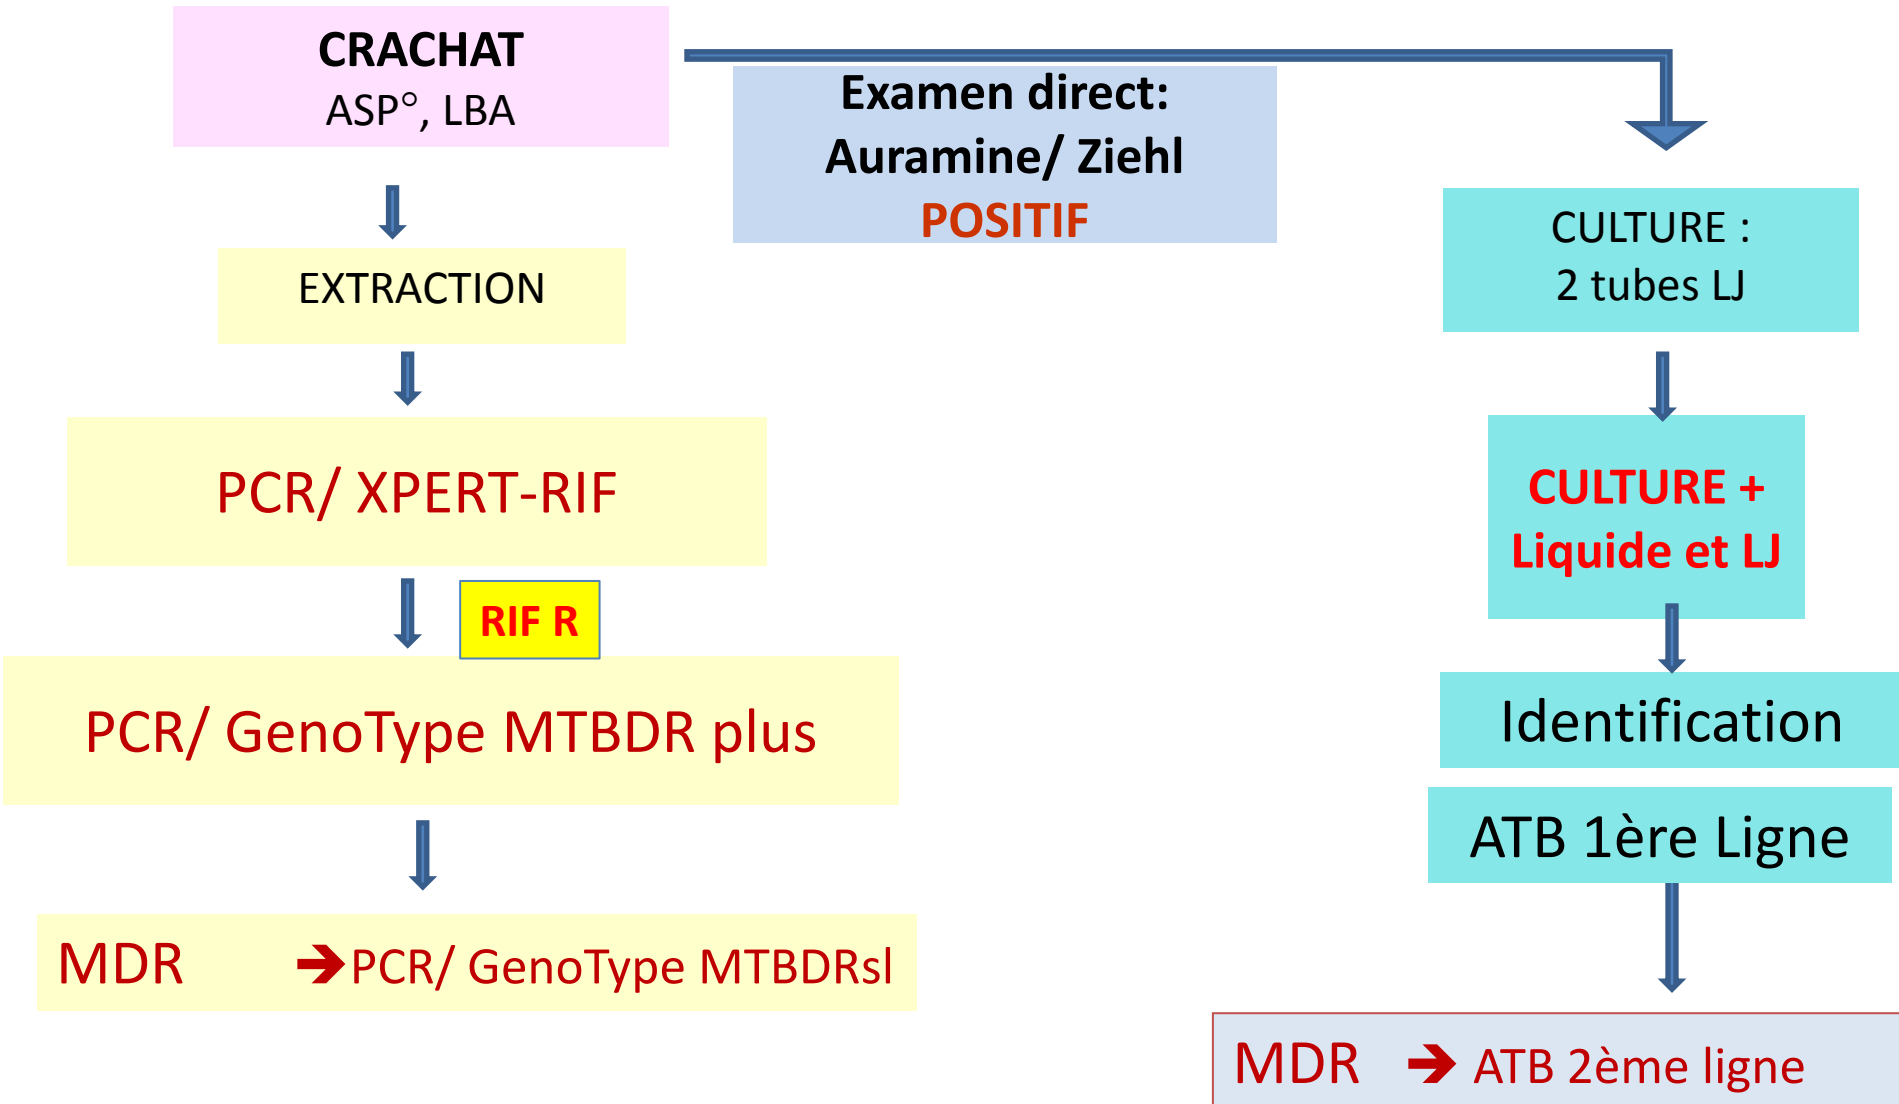 CRACHAT
ASP°, LBA
Examen direct:
Auramine/ Ziehl
POSITIF
EXTRACTION
PCR/ XPERT-RIF
RIF R
PCR/ GenoType MTBDR plus
MDR ➔ PCR/ GenoType MTBDRsl
CULTURE :
2 tubes LJ
CULTURE +
Liquide et LJ
Identification
ATB 1ère Ligne
MDR ➔ ATB 2ème ligne